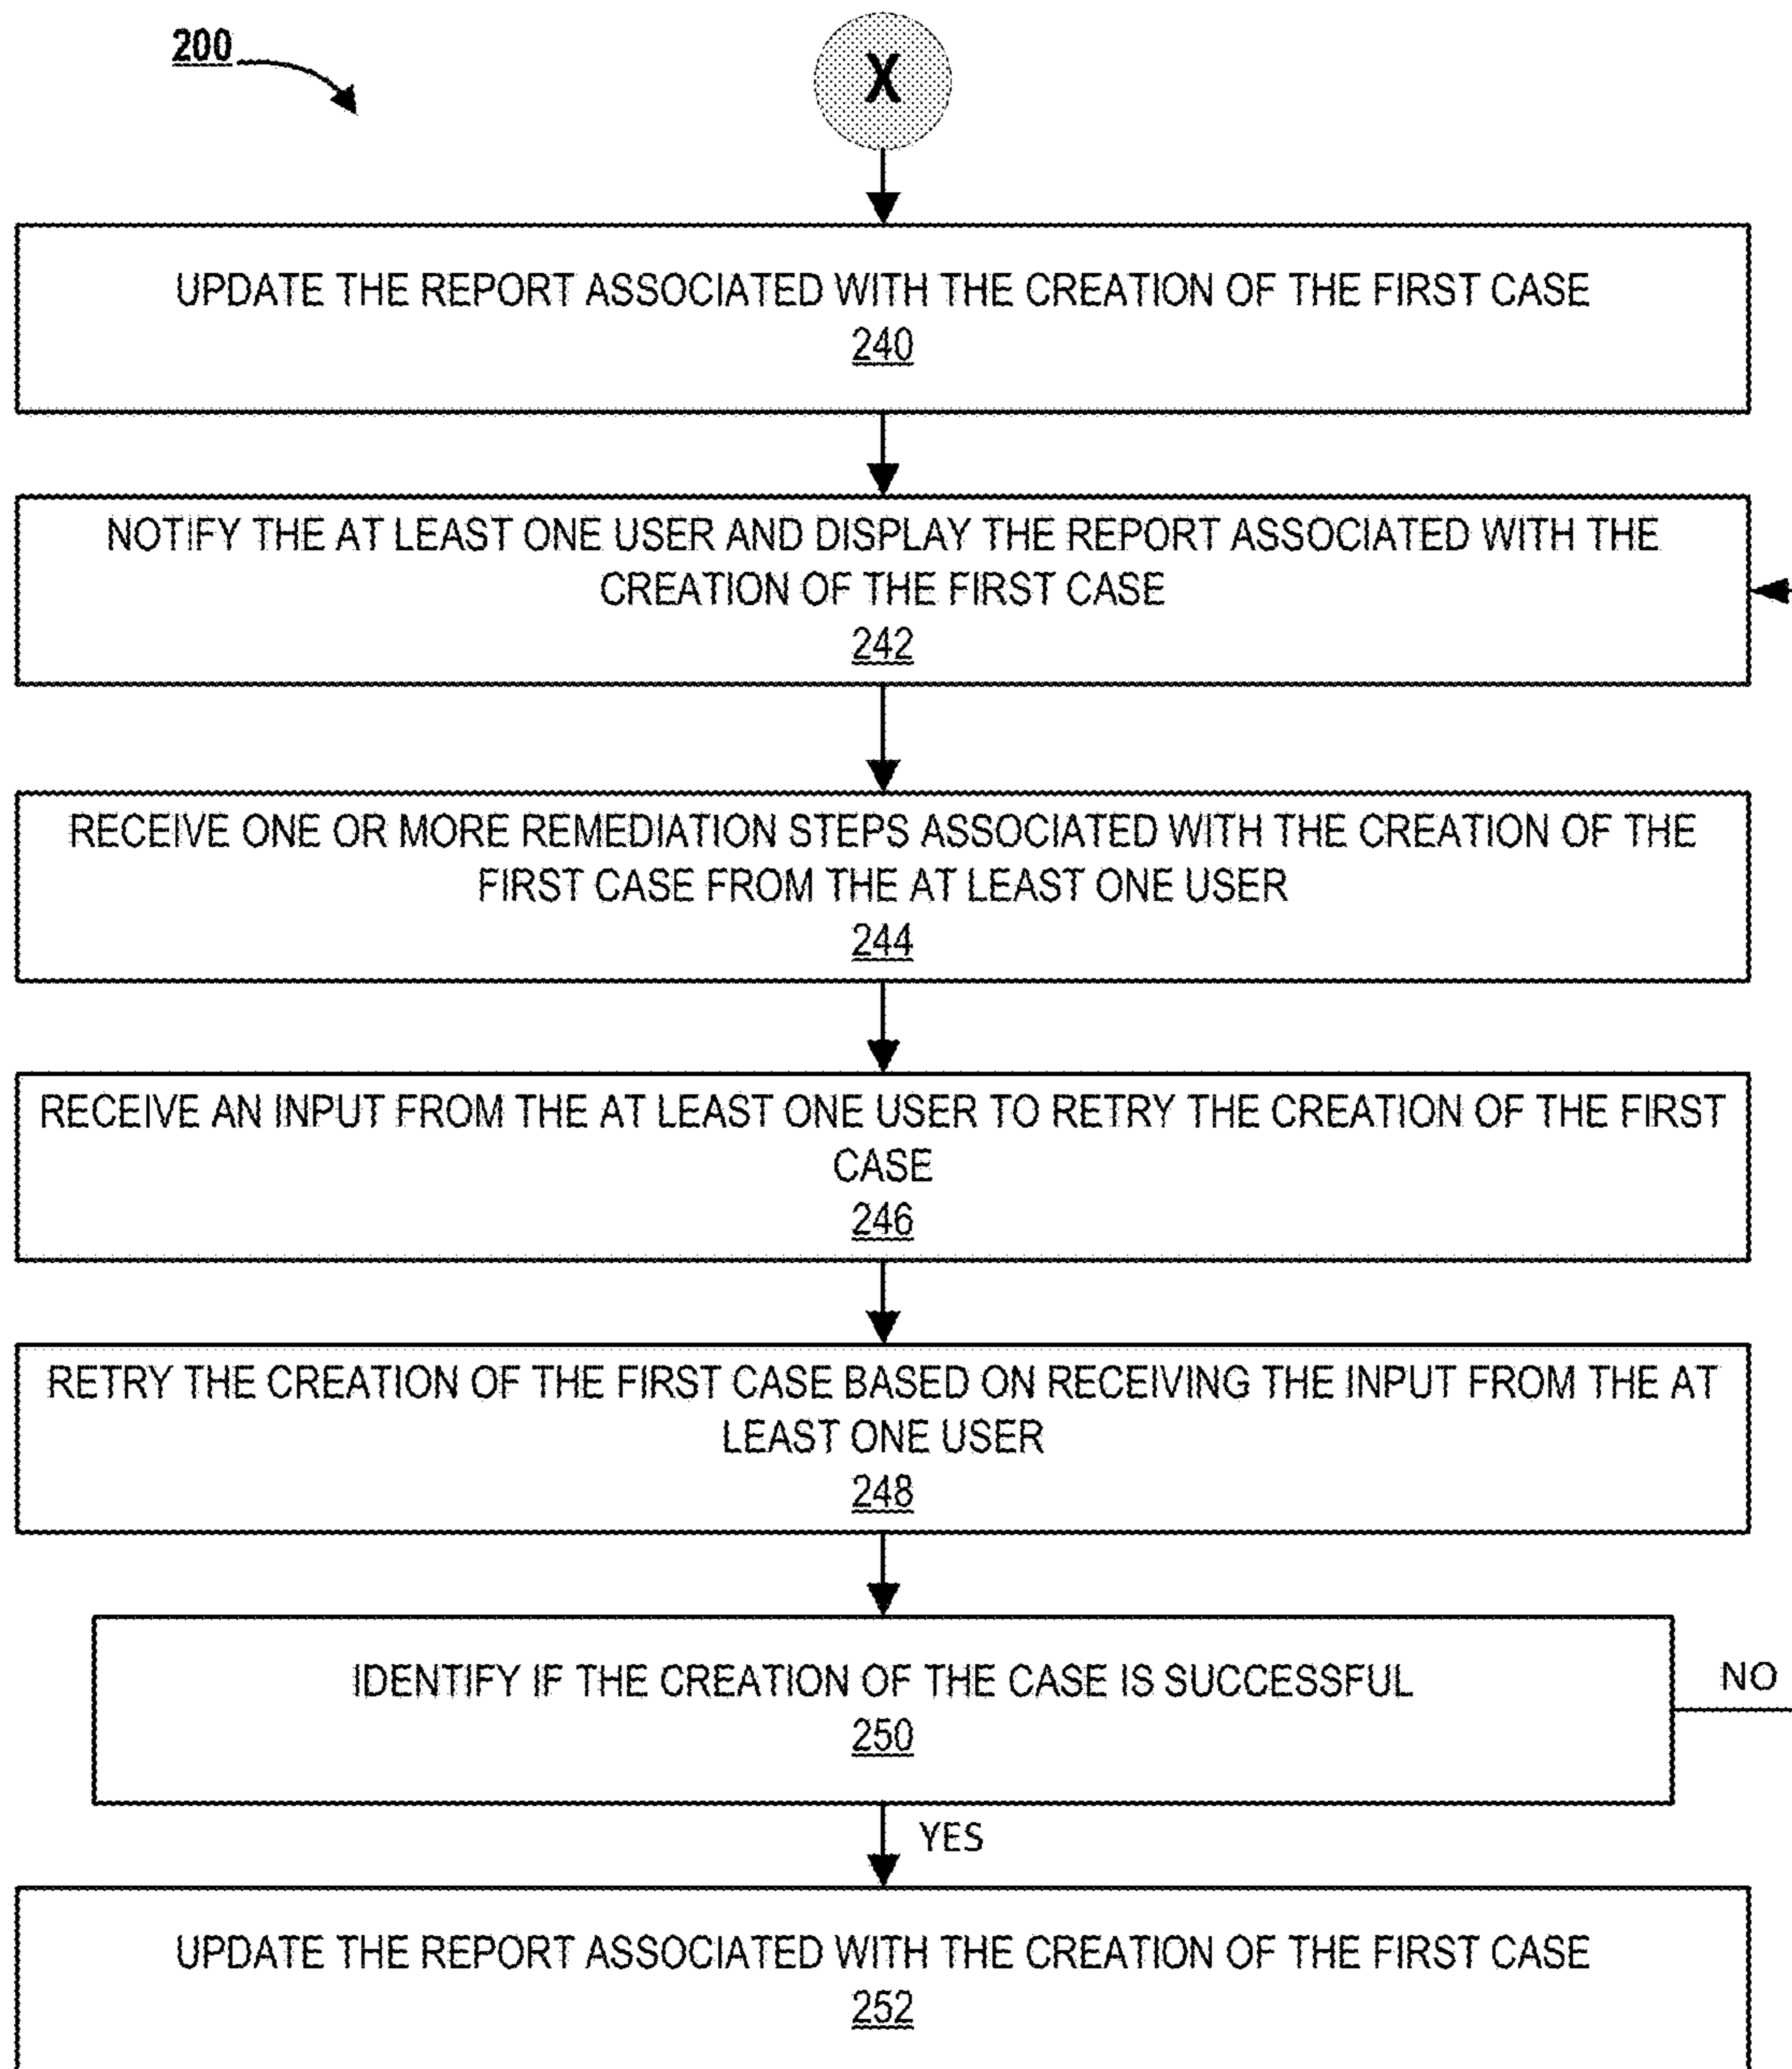 200
X
UPDATE THE REPORT ASSOCIATED WITH THE CREATION OF THE FIRST CASE
240
NOTIFY THE AT LEAST ONE USER AND DISPLAY THE REPORT ASSOCIATED WITH THE
CREATION OF THE FIRST CASE
242
RECEIVE ONE OR MORE REMEDIATION STEPS ASSOCIATED WITH THE CREATION OF THE
FIRST CASE FROM THE AT LEAST ONE USER
244
RECEIVE AN INPUT FROM THE AT LEAST ONE USER TO RETRY THE CREATION OF THE FIRST
CASE
246
RETRY THE CREATION OF THE FIRST CASE BASED ON RECEIVING THE INPUT FROM THE AT
LEAST ONE USER
248
IDENTIFY IF THE CREATION OF THE CASE IS SUCCESSFUL
250
NO
YES
UPDATE THE REPORT ASSOCIATED WITH THE CREATION OF THE FIRST CASE
252